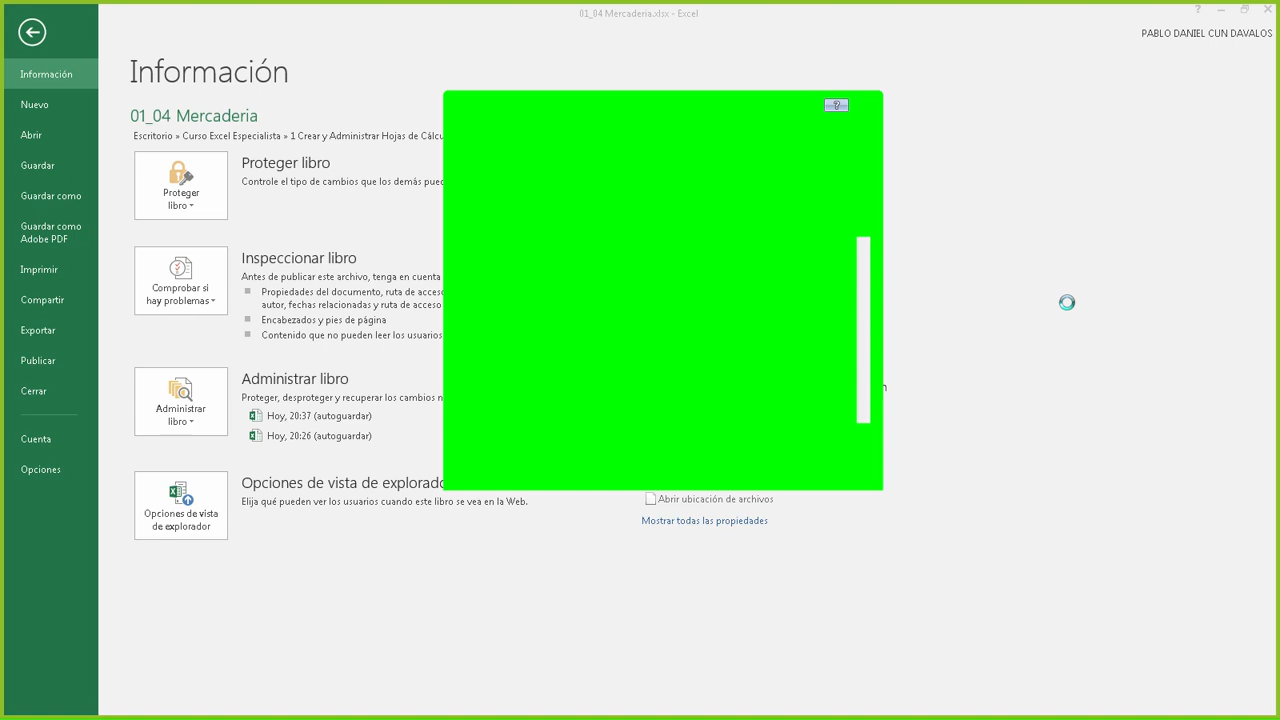 01_04 Mercaderia.xlsx - Excel
?
PABLO DANIEL CUN DAVALOS
Información
Nuevo
Abrir
Guardar
Guardar como
Guardar como
Adobe PDF
Imprimir
Compartir
Exportar
Publicar
Cerrar
Cuenta
Opciones
Información
01_04 Mercaderia
Escritorio » Curso Excel Especialista » 1 Crear y Administrar Hojas de Cálcu
Proteger
libro
Proteger libro
Controle el tipo de cambios que los demás pued
Comprobar si
hay problemas
Inspeccionar libro
Antes de publicar este archivo, tenga en cuenta
Propiedades del documento, ruta de acceso
autor, fechas relacionadas y ruta de acceso
Encabezados y pies de página
Contenido que no pueden leer los usuarios
Administrar
libro
Administrar libro
Proteger, desproteger y recuperar los cambios n
Hoy, 20:37 (autoguardar)
Hoy, 20:26 (autoguardar)
Opciones de vista
de explorador
Opciones de vista de explorado
Elija qué pueden ver los usuarios cuando este libro se vea en la Web.
?
Abrir ubicación de archivos
Mostrar todas las propiedades